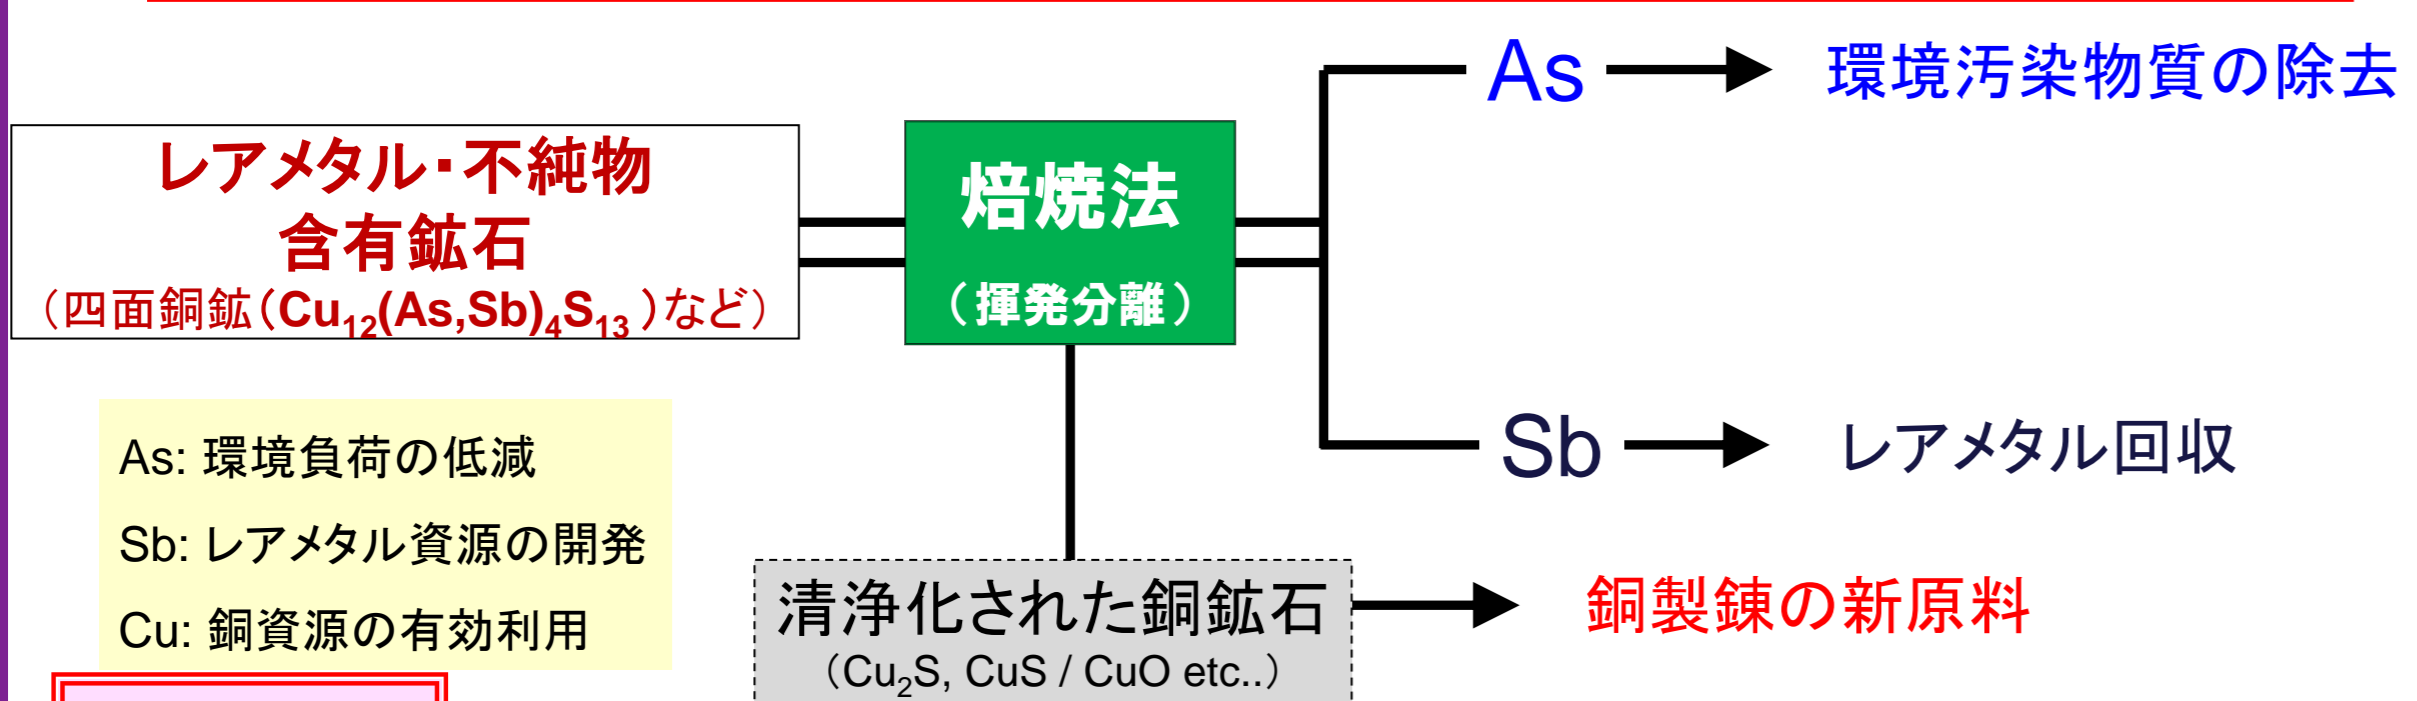 レアメタル・不純物
含有鉱石
（四面銅鉱（Cu₁₂(As,Sb)₄S₁₃）など）
焙焼法
（揮発分離）
As
環境汚染物質の除去
Sb
レアメタル回収
As: 環境負荷の低減
Sb: レアメタル資源の開発
Cu: 銅資源の有効利用
清浄化された銅鉱石
（Cu₂S, CuS / CuO etc..）
銅製錬の新原料